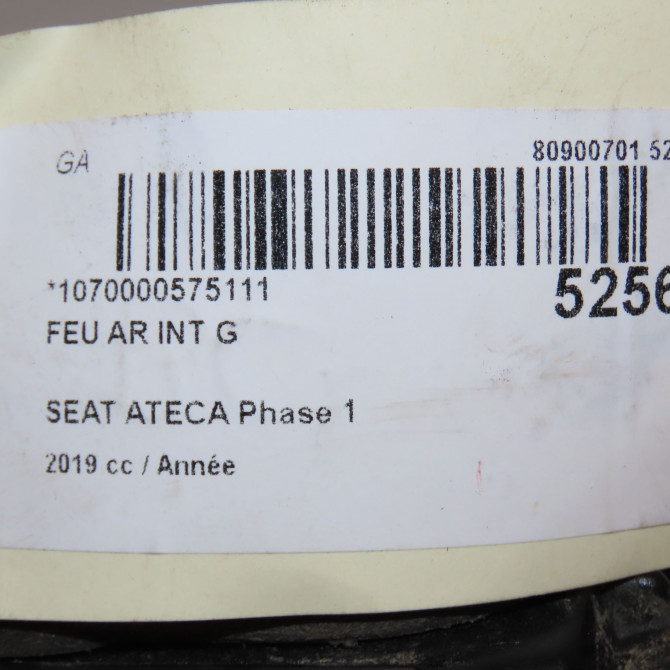 GA
80900701 52
*1070000575111
5256
FEU AR INT G
SEAT ATECA Phase 1
2019 cc / Année